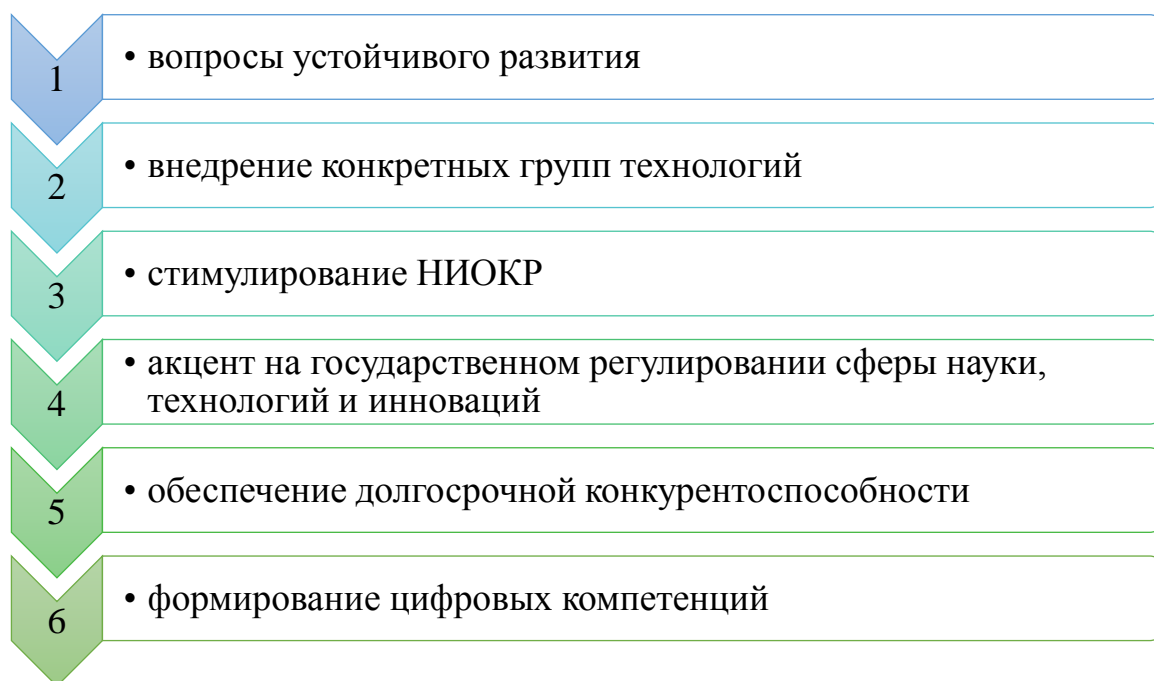 1
• вопросы устойчивого развития
2
• внедрение конкретных групп технологий
3
• стимулирование НИОКР
4
• акцент на государственном регулировании сферы науки,
технологий и инноваций
5
• обеспечение долгосрочной конкурентоспособности
6
• формирование цифровых компетенций